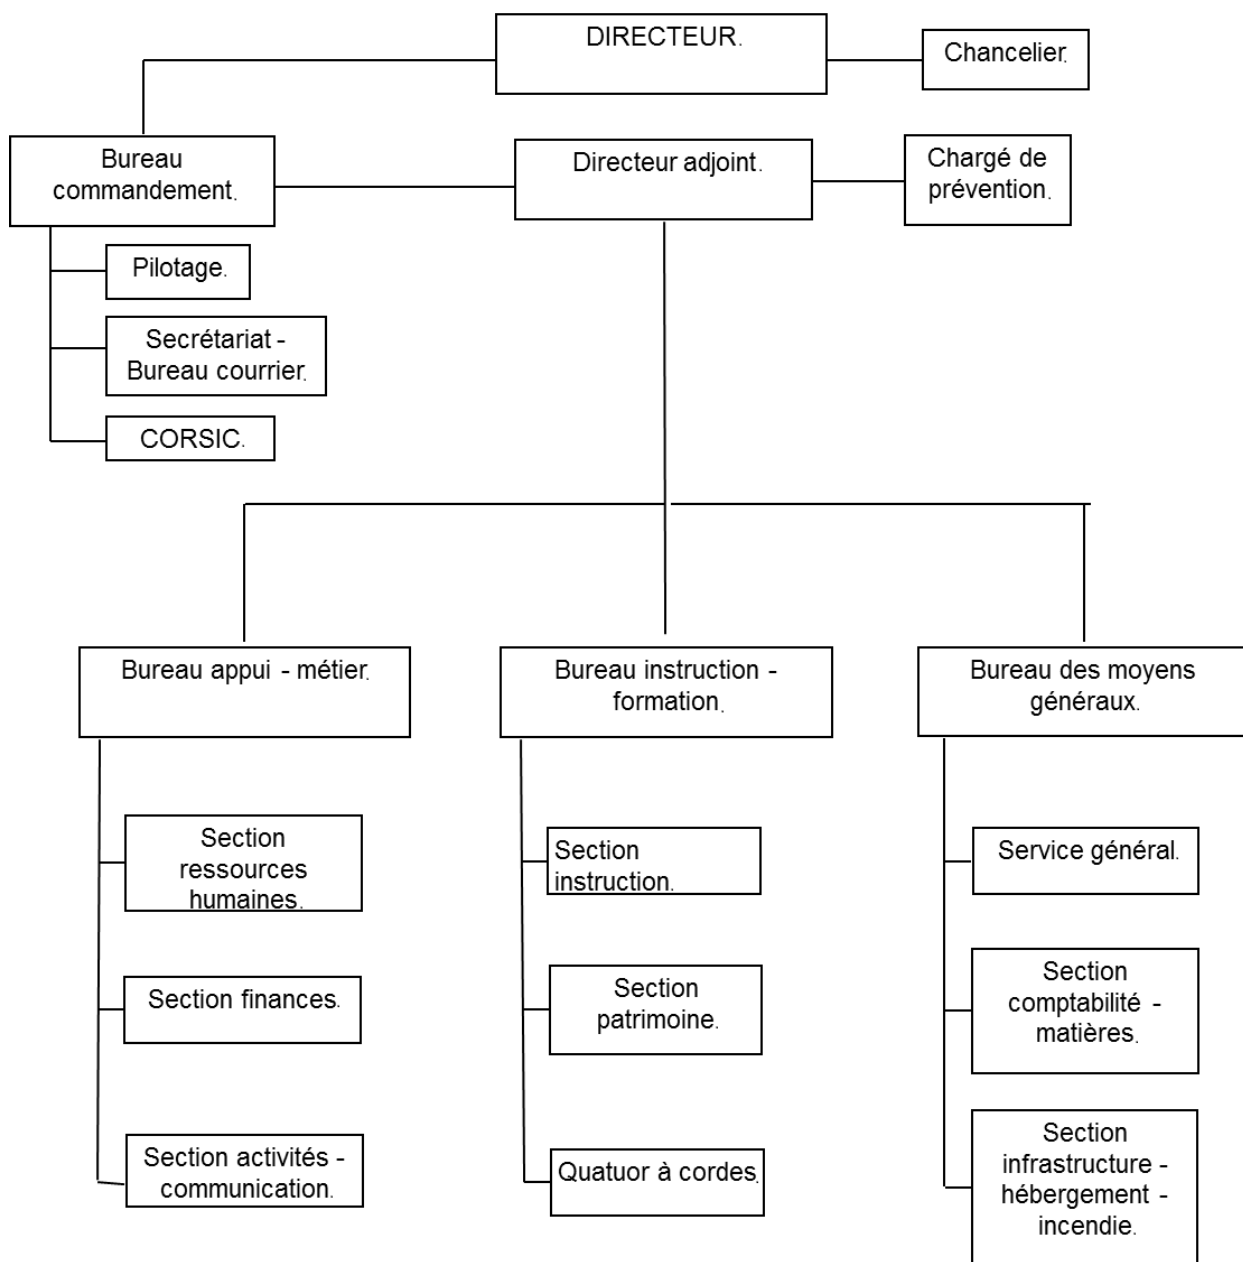 DIRECTEUR.
Chancelier.
Bureau
commandement.
Directeur adjoint.
Chargé de
prévention.
Pilotage.
Secrétariat -
Bureau courrier.
CORSIC.
Bureau appui - métier.
Bureau instruction -
formation.
Bureau des moyens
généraux.
Section
ressources
humaines.
Section
instruction.
Service général.
Section finances.
Section
patrimoine.
Section
comptabilité -
matières.
Section activités -
communication.
Quatuor à cordes.
Section
infrastructure -
hébergement -
incendie.